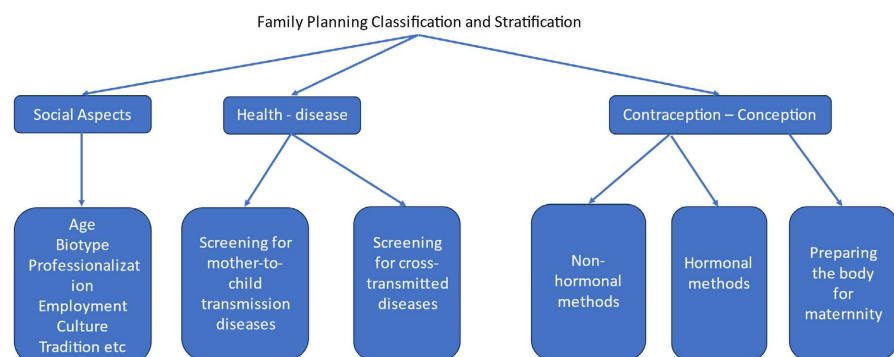 Family Planning Classification and Stratification
Social Aspects
Health - disease
Contraception – Conception
Age
Biotype
Professionalizat
ion
Employment
Culture
Tradition etc
Screening for
mother-to-
child
transmission
diseases
Screening
for cross-
transmitted
diseases
Non-
hormonal
methods
Hormonal
methods
Preparing
the body
for
maternnity